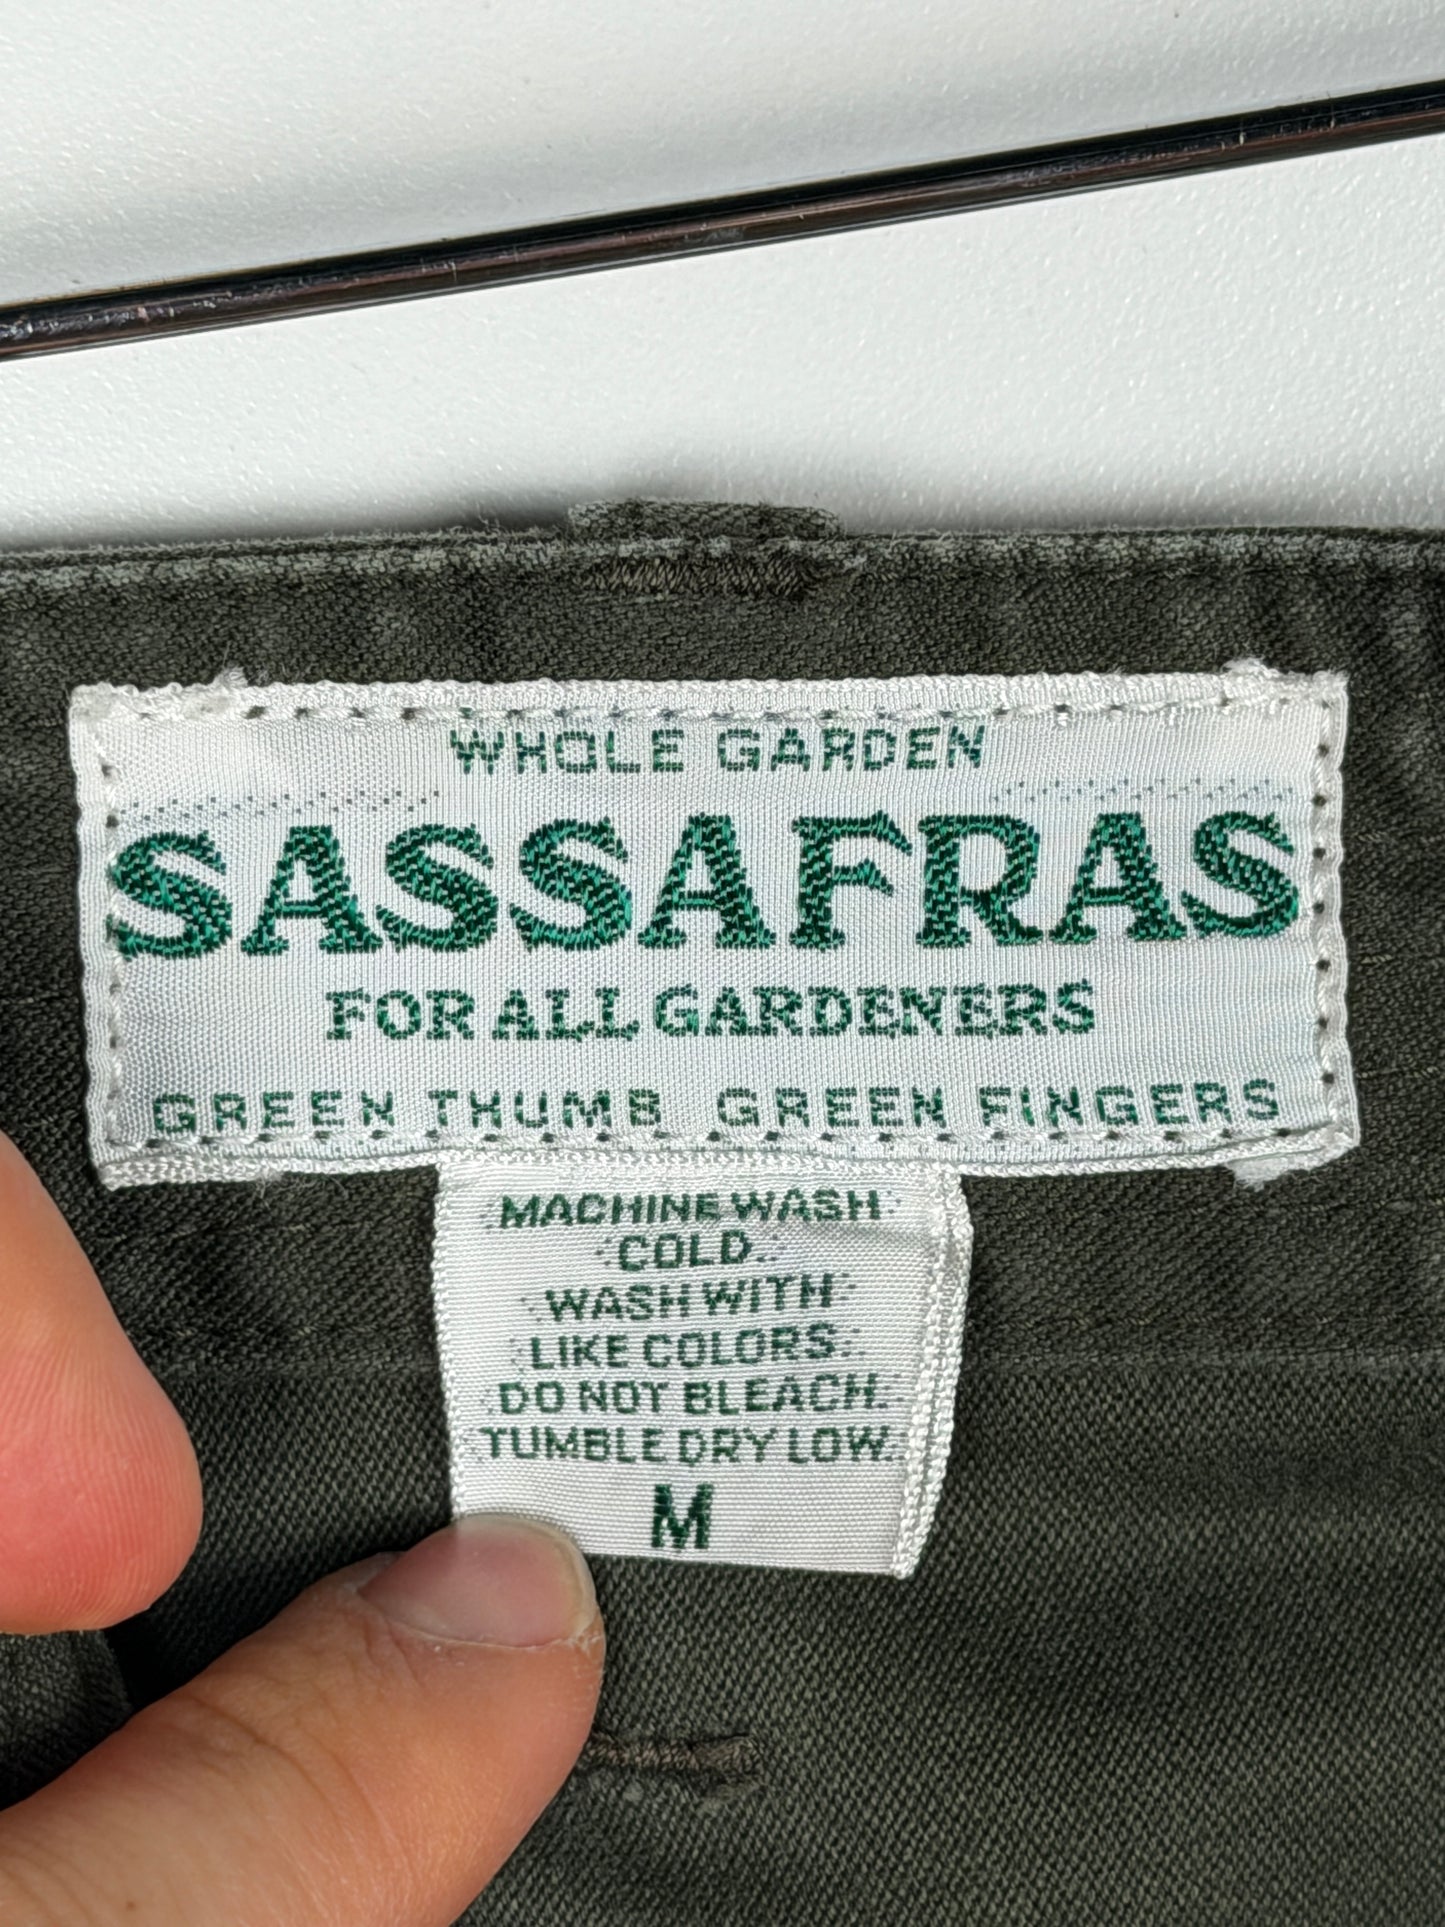 WHOLE GARDEN
SASSAFRAS
FOR ALL GARDENERS
GREEN THUMB GREEN FINGERS
MACHINE WASH
COLD.
WASH WITH
LIKE COLORS.
DO NOT BLEACH.
TUMBLE DRY LOW.
M